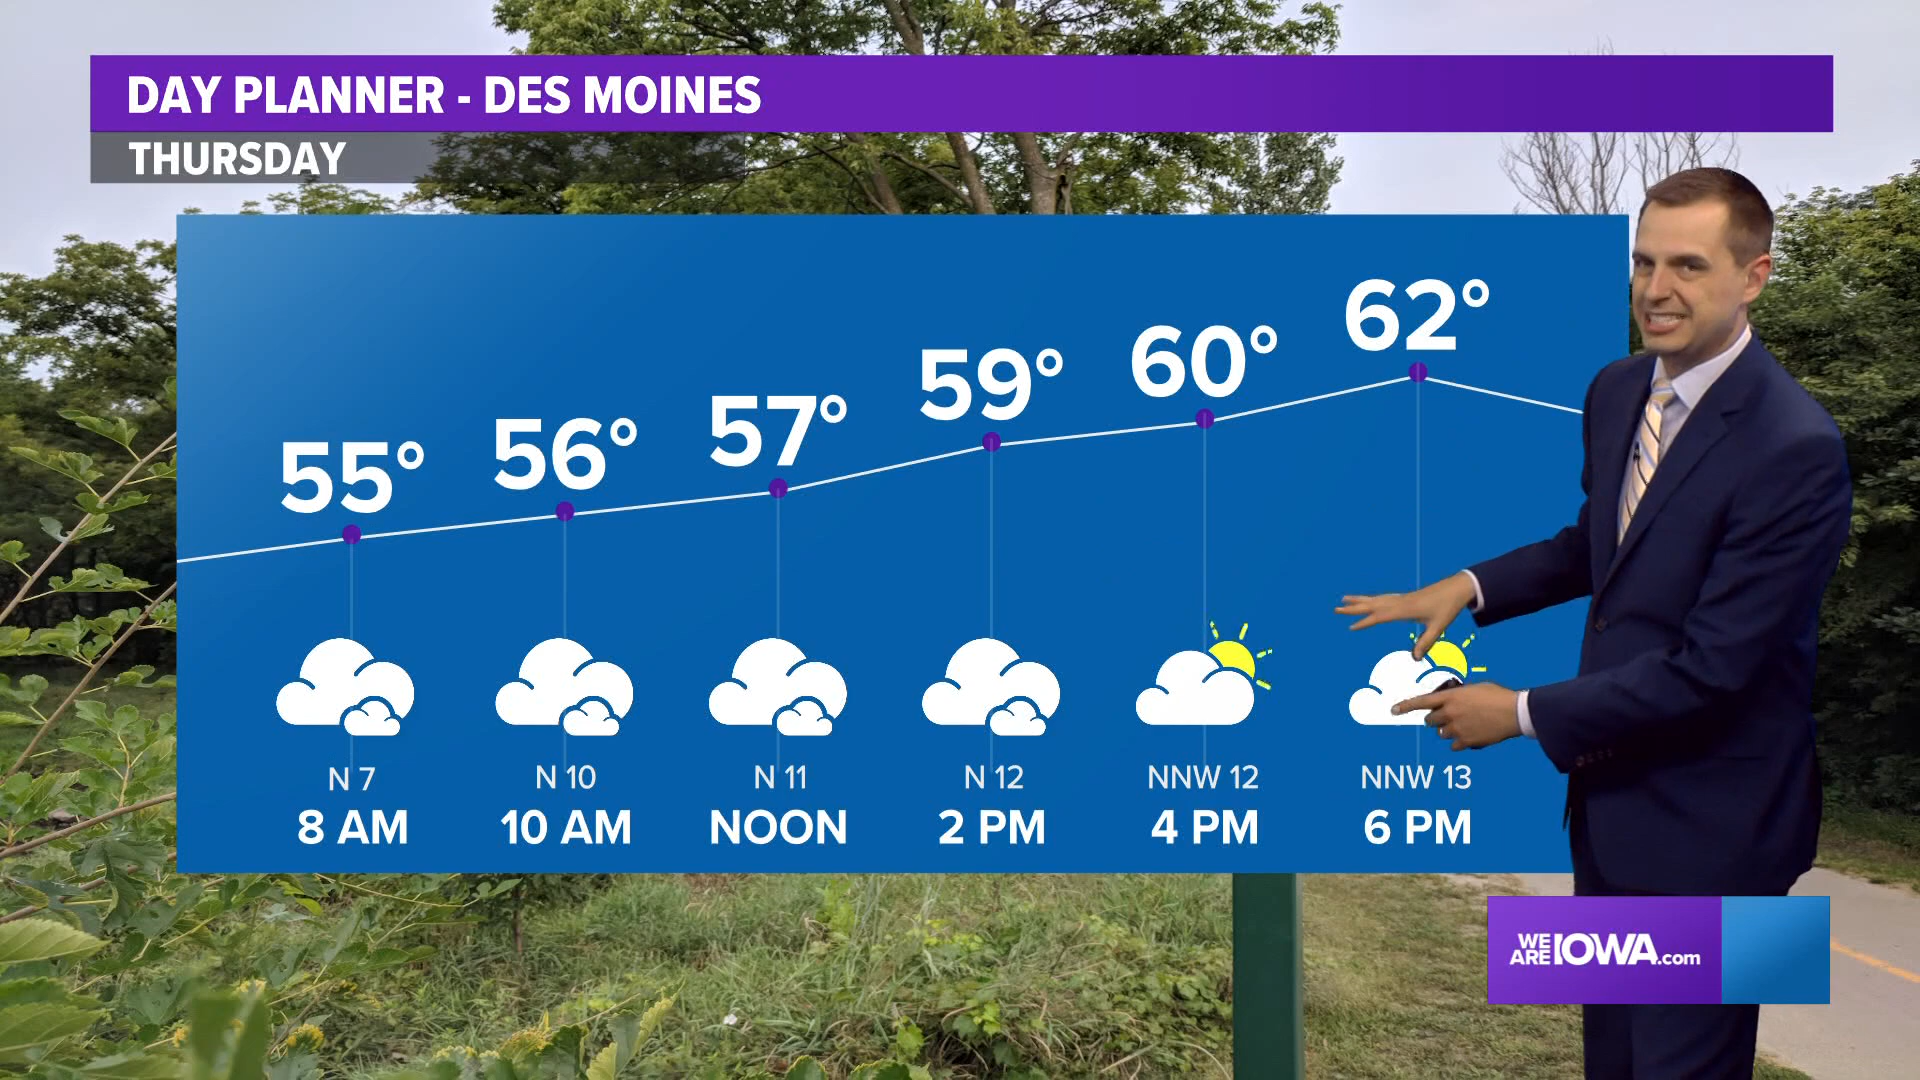 DAY PLANNER - DES MOINES
THURSDAY
55° 56° 57° 59° 60° 62°
N 7 N 10 N 11 N 12 NNW 12 NNW 13
8 AM 10 AM NOON 2 PM 4 PM 6 PM
WE ARE IOWA.com